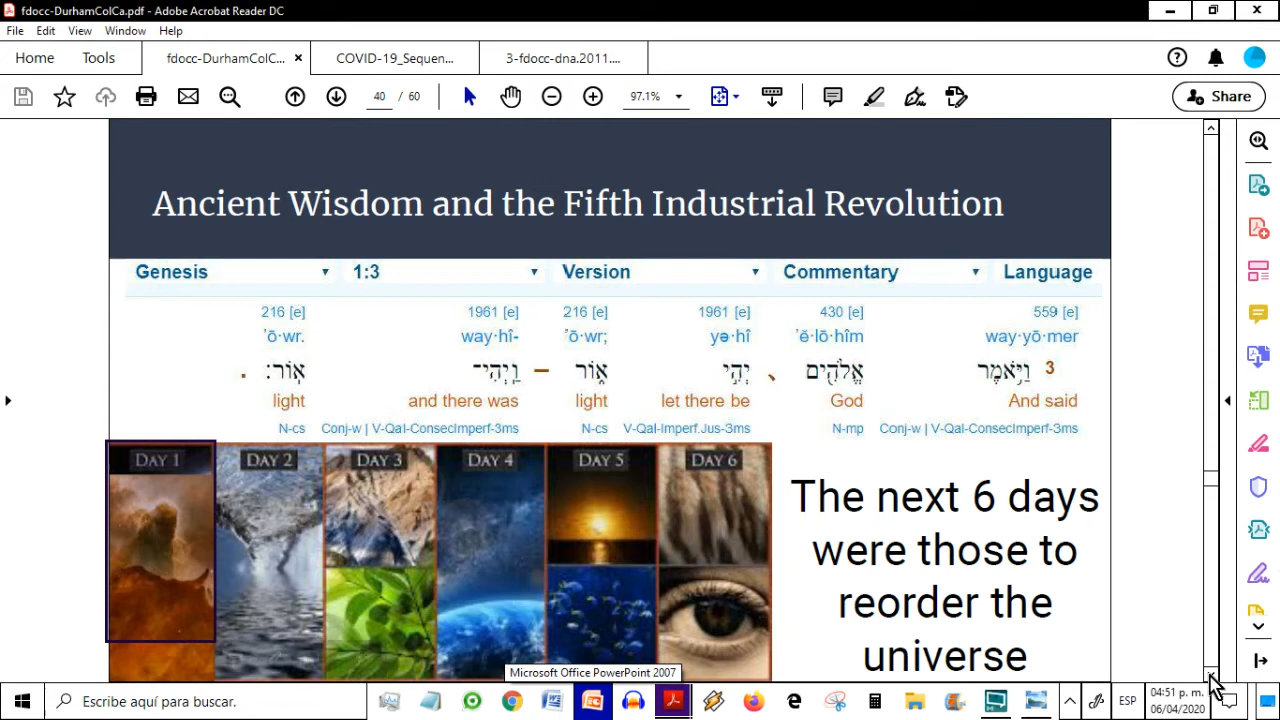 fdocc-DurhamColCa.pdf - Adobe Acrobat Reader DC
File Edit View Window Help
Home Tools fdocc-DurhamColC... × COVID-19_Sequen... 3-fdocc-dna.2011....
40 / 60 97.1% Share
Ancient Wisdom and the Fifth Industrial Revolution
Genesis 1:3 Version Commentary Language
216 [e] 1961 [e] 216 [e] 1961 [e] 430 [e] 559 [e]
’ō·wr. way·hî- ’ō·wr; yə·hî ’ĕ·lō·hîm way·yō·mer
3 וַיֹּ֥אמֶר אֱלֹהִ֖ים 、 יְהִ֣י א֑וֹר – וַֽיְהִי־ אֽוֹר׃ .
light and there was light let there be God And said
N-cs Conj-w | V-Qal-ConsecImperf-3ms N-cs V-Qal-Imperf.Jus-3ms N-mp Conj-w | V-Qal-ConsecImperf-3ms
DAY 1 DAY 2 DAY 3 DAY 4 DAY 5 DAY 6
The next 6 days
were those to
reorder the
universe
Microsoft Office PowerPoint 2007
Escribe aquí para buscar. ESP 04:51 p. m.
06/04/2020